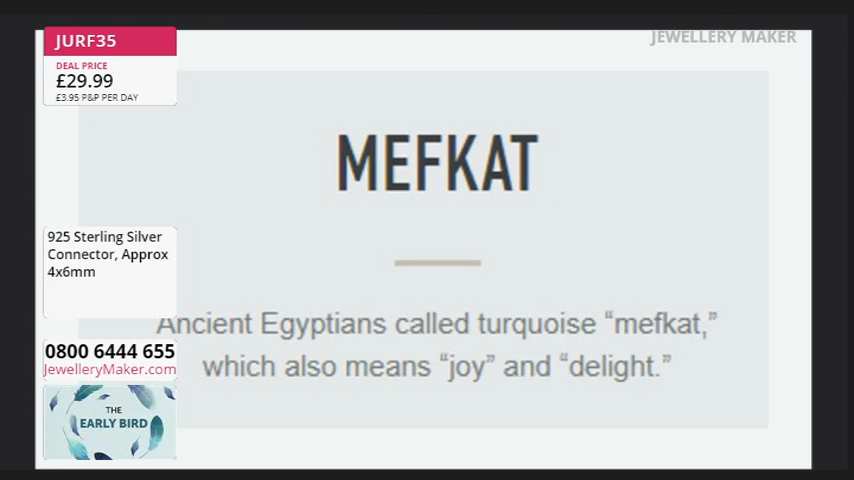 JURF35
DEAL PRICE
£29.99
£3.95 P&P PER DAY
JEWELLERY MAKER
MEFKAT
925 Sterling Silver
Connector, Approx
4x6mm
Ancient Egyptians called turquoise “mefkat,”
which also means “joy” and “delight.”
0800 6444 655
JewelleryMaker.com
THE
EARLY BIRD